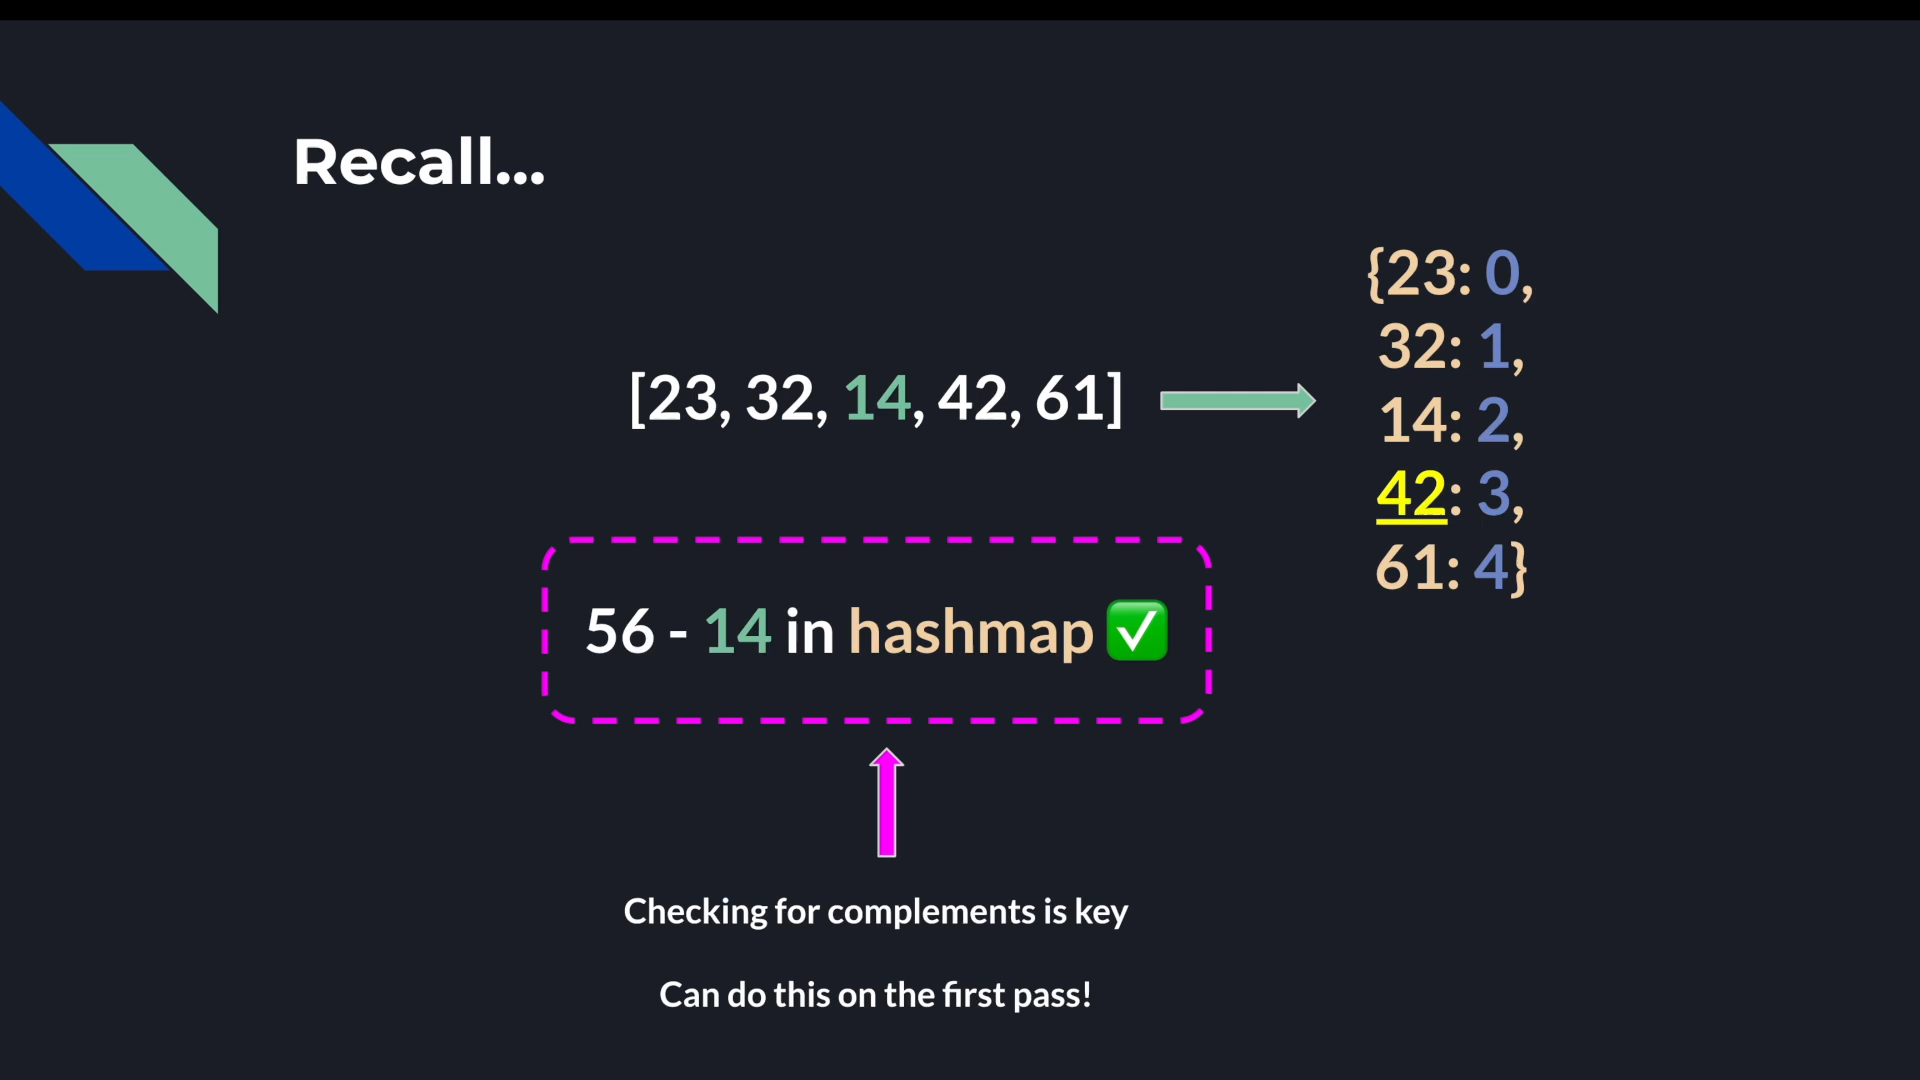 Recall...
[23, 32, 14, 42, 61]
{23: 0,
32: 1,
14: 2,
42: 3,
61: 4}
56 - 14 in hashmap ✅
Checking for complements is key
Can do this on the first pass!